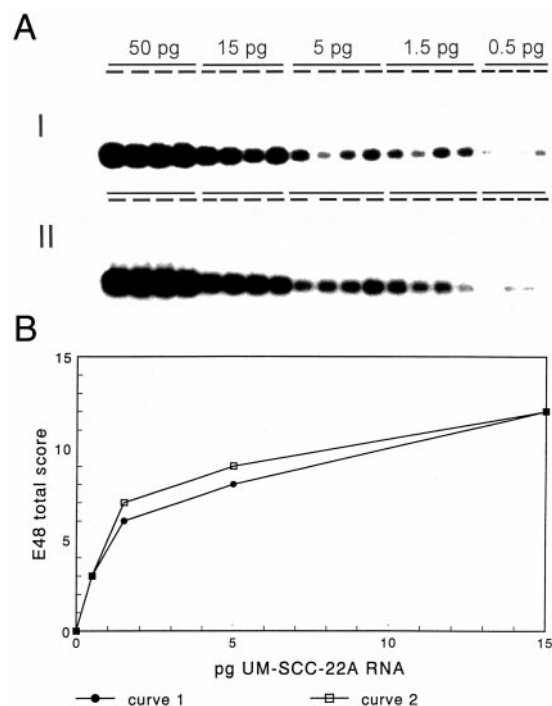 A
50 pg 15 pg 5 pg 1.5 pg 0.5 pg
I
II
B
15
10
5
0
E48 total score
0 5 10 15
pg UM-SCC-22A RNA
curve 1 curve 2